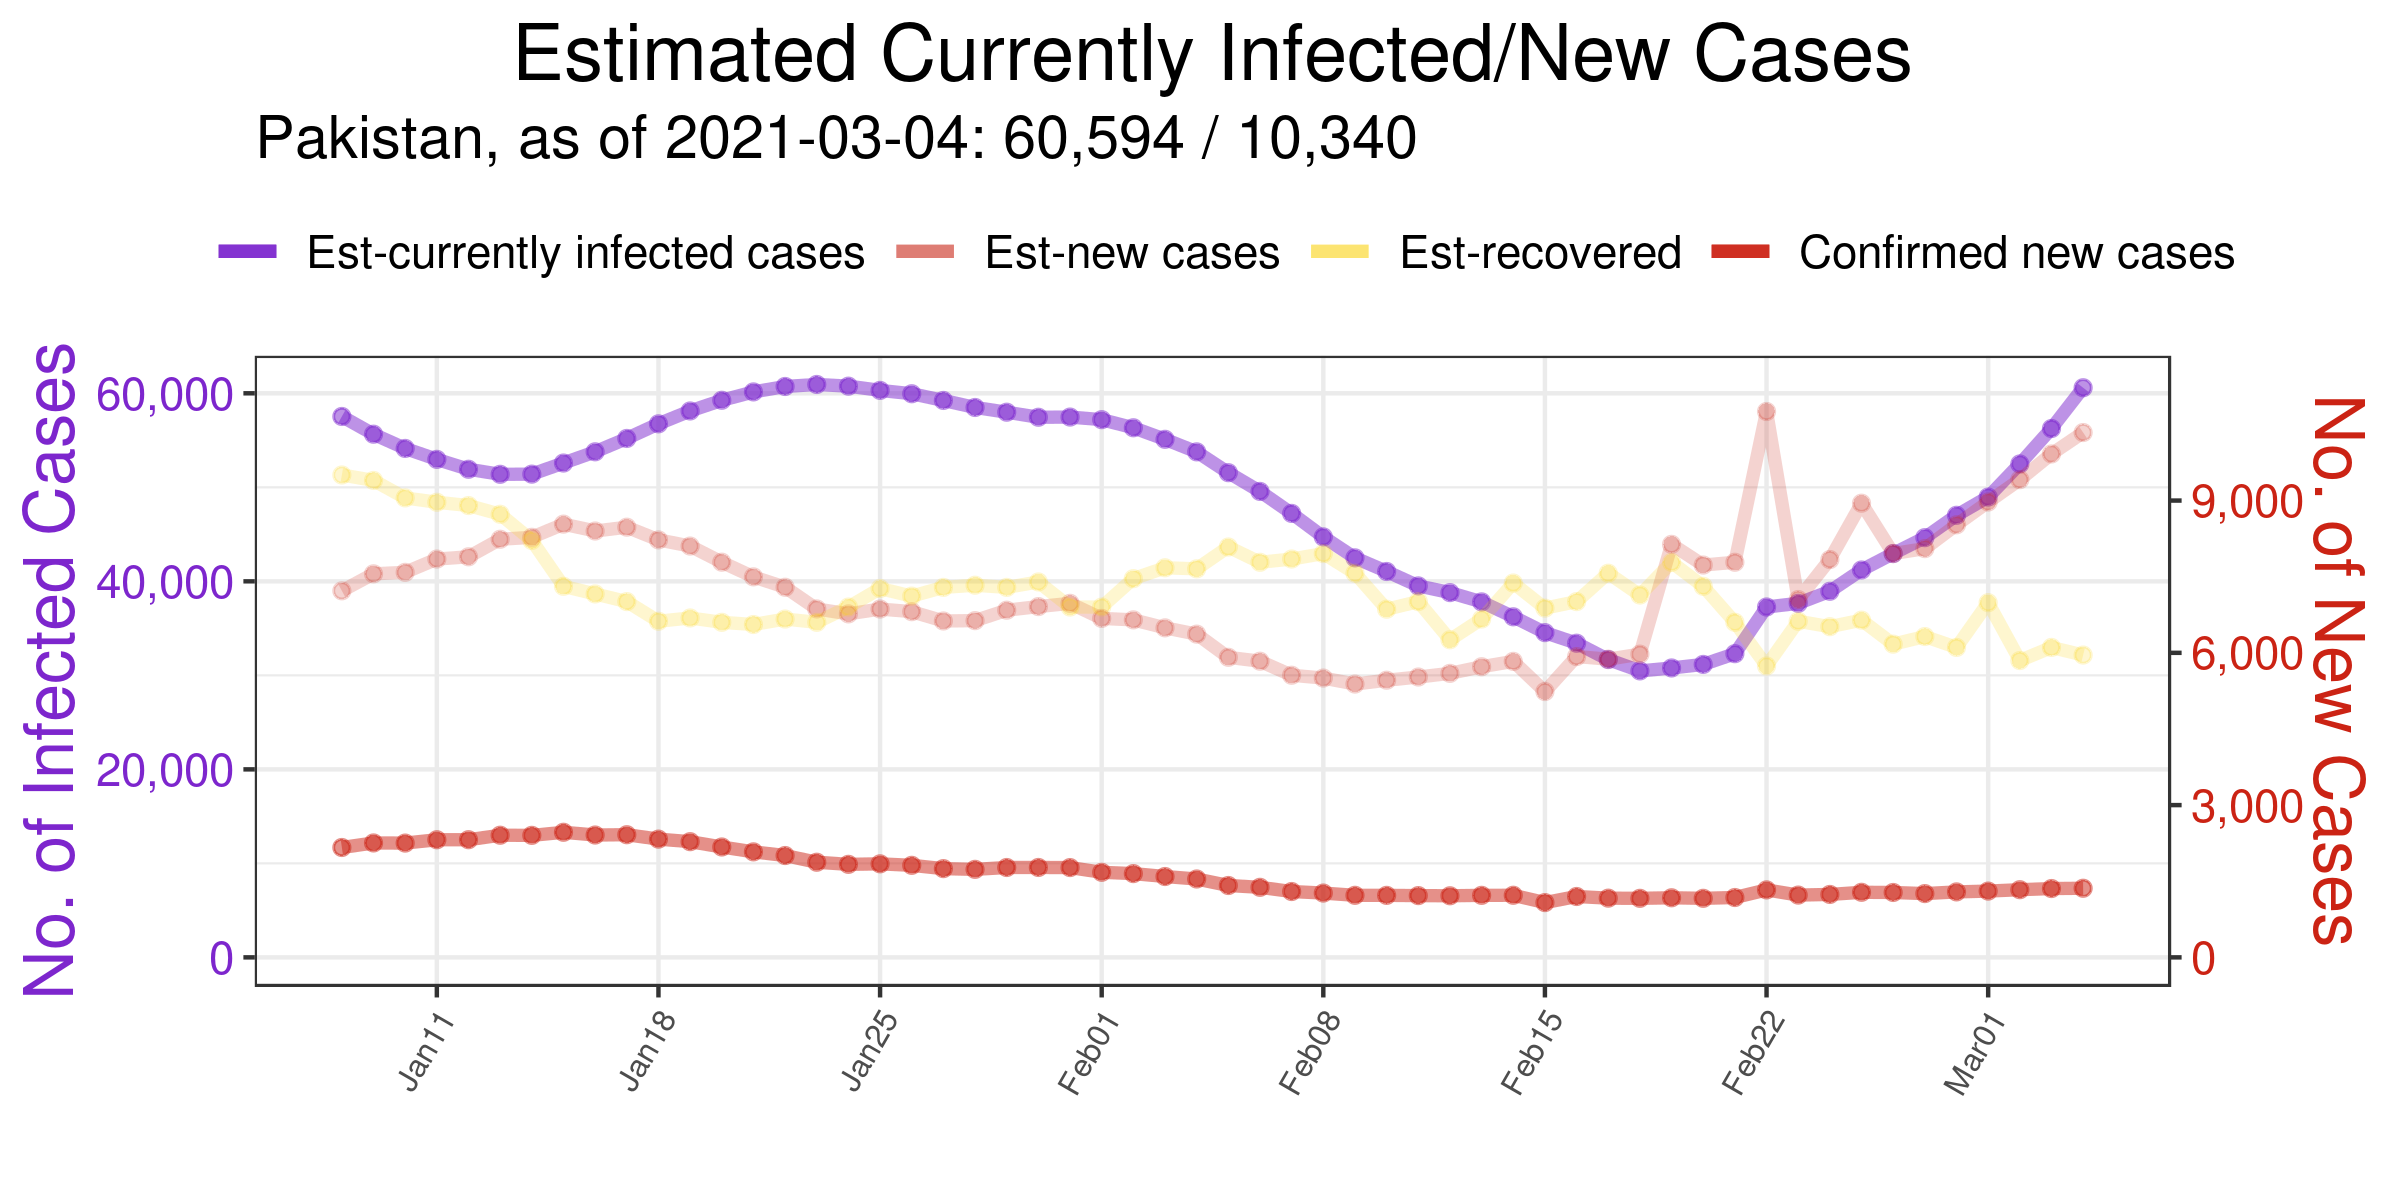 Estimated Currently Infected/New Cases
Pakistan, as of 2021-03-04: 60,594 / 10,340
Est-currently infected cases Est-new cases Est-recovered Confirmed new cases
No. of Infected Cases
60,000
40,000
20,000
0
No. of New Cases
9,000
6,000
3,000
0
Jan11 Jan18 Jan25 Feb01 Feb08 Feb15 Feb22 Mar01